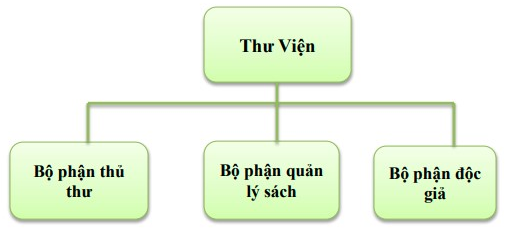 Thư Viện
Bộ phận thủ
thư
Bộ phận quản
lý sách
Bộ phận độc
giả